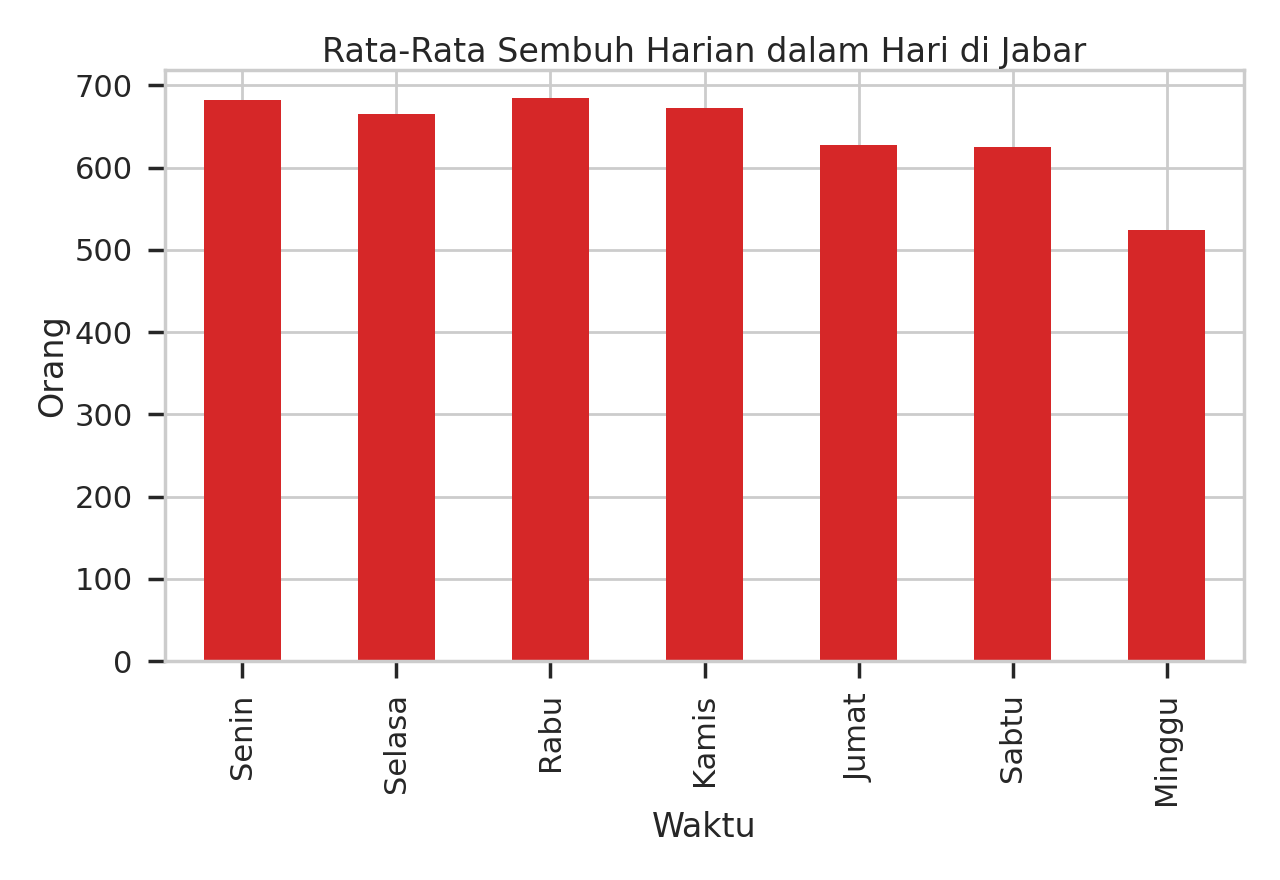 Rata-Rata Sembuh Harian dalam Hari di Jabar
700
600
500
400
300
200
100
0
Orang
Senin
Selasa
Rabu
Kamis
Jumat
Sabtu
Minggu
Waktu